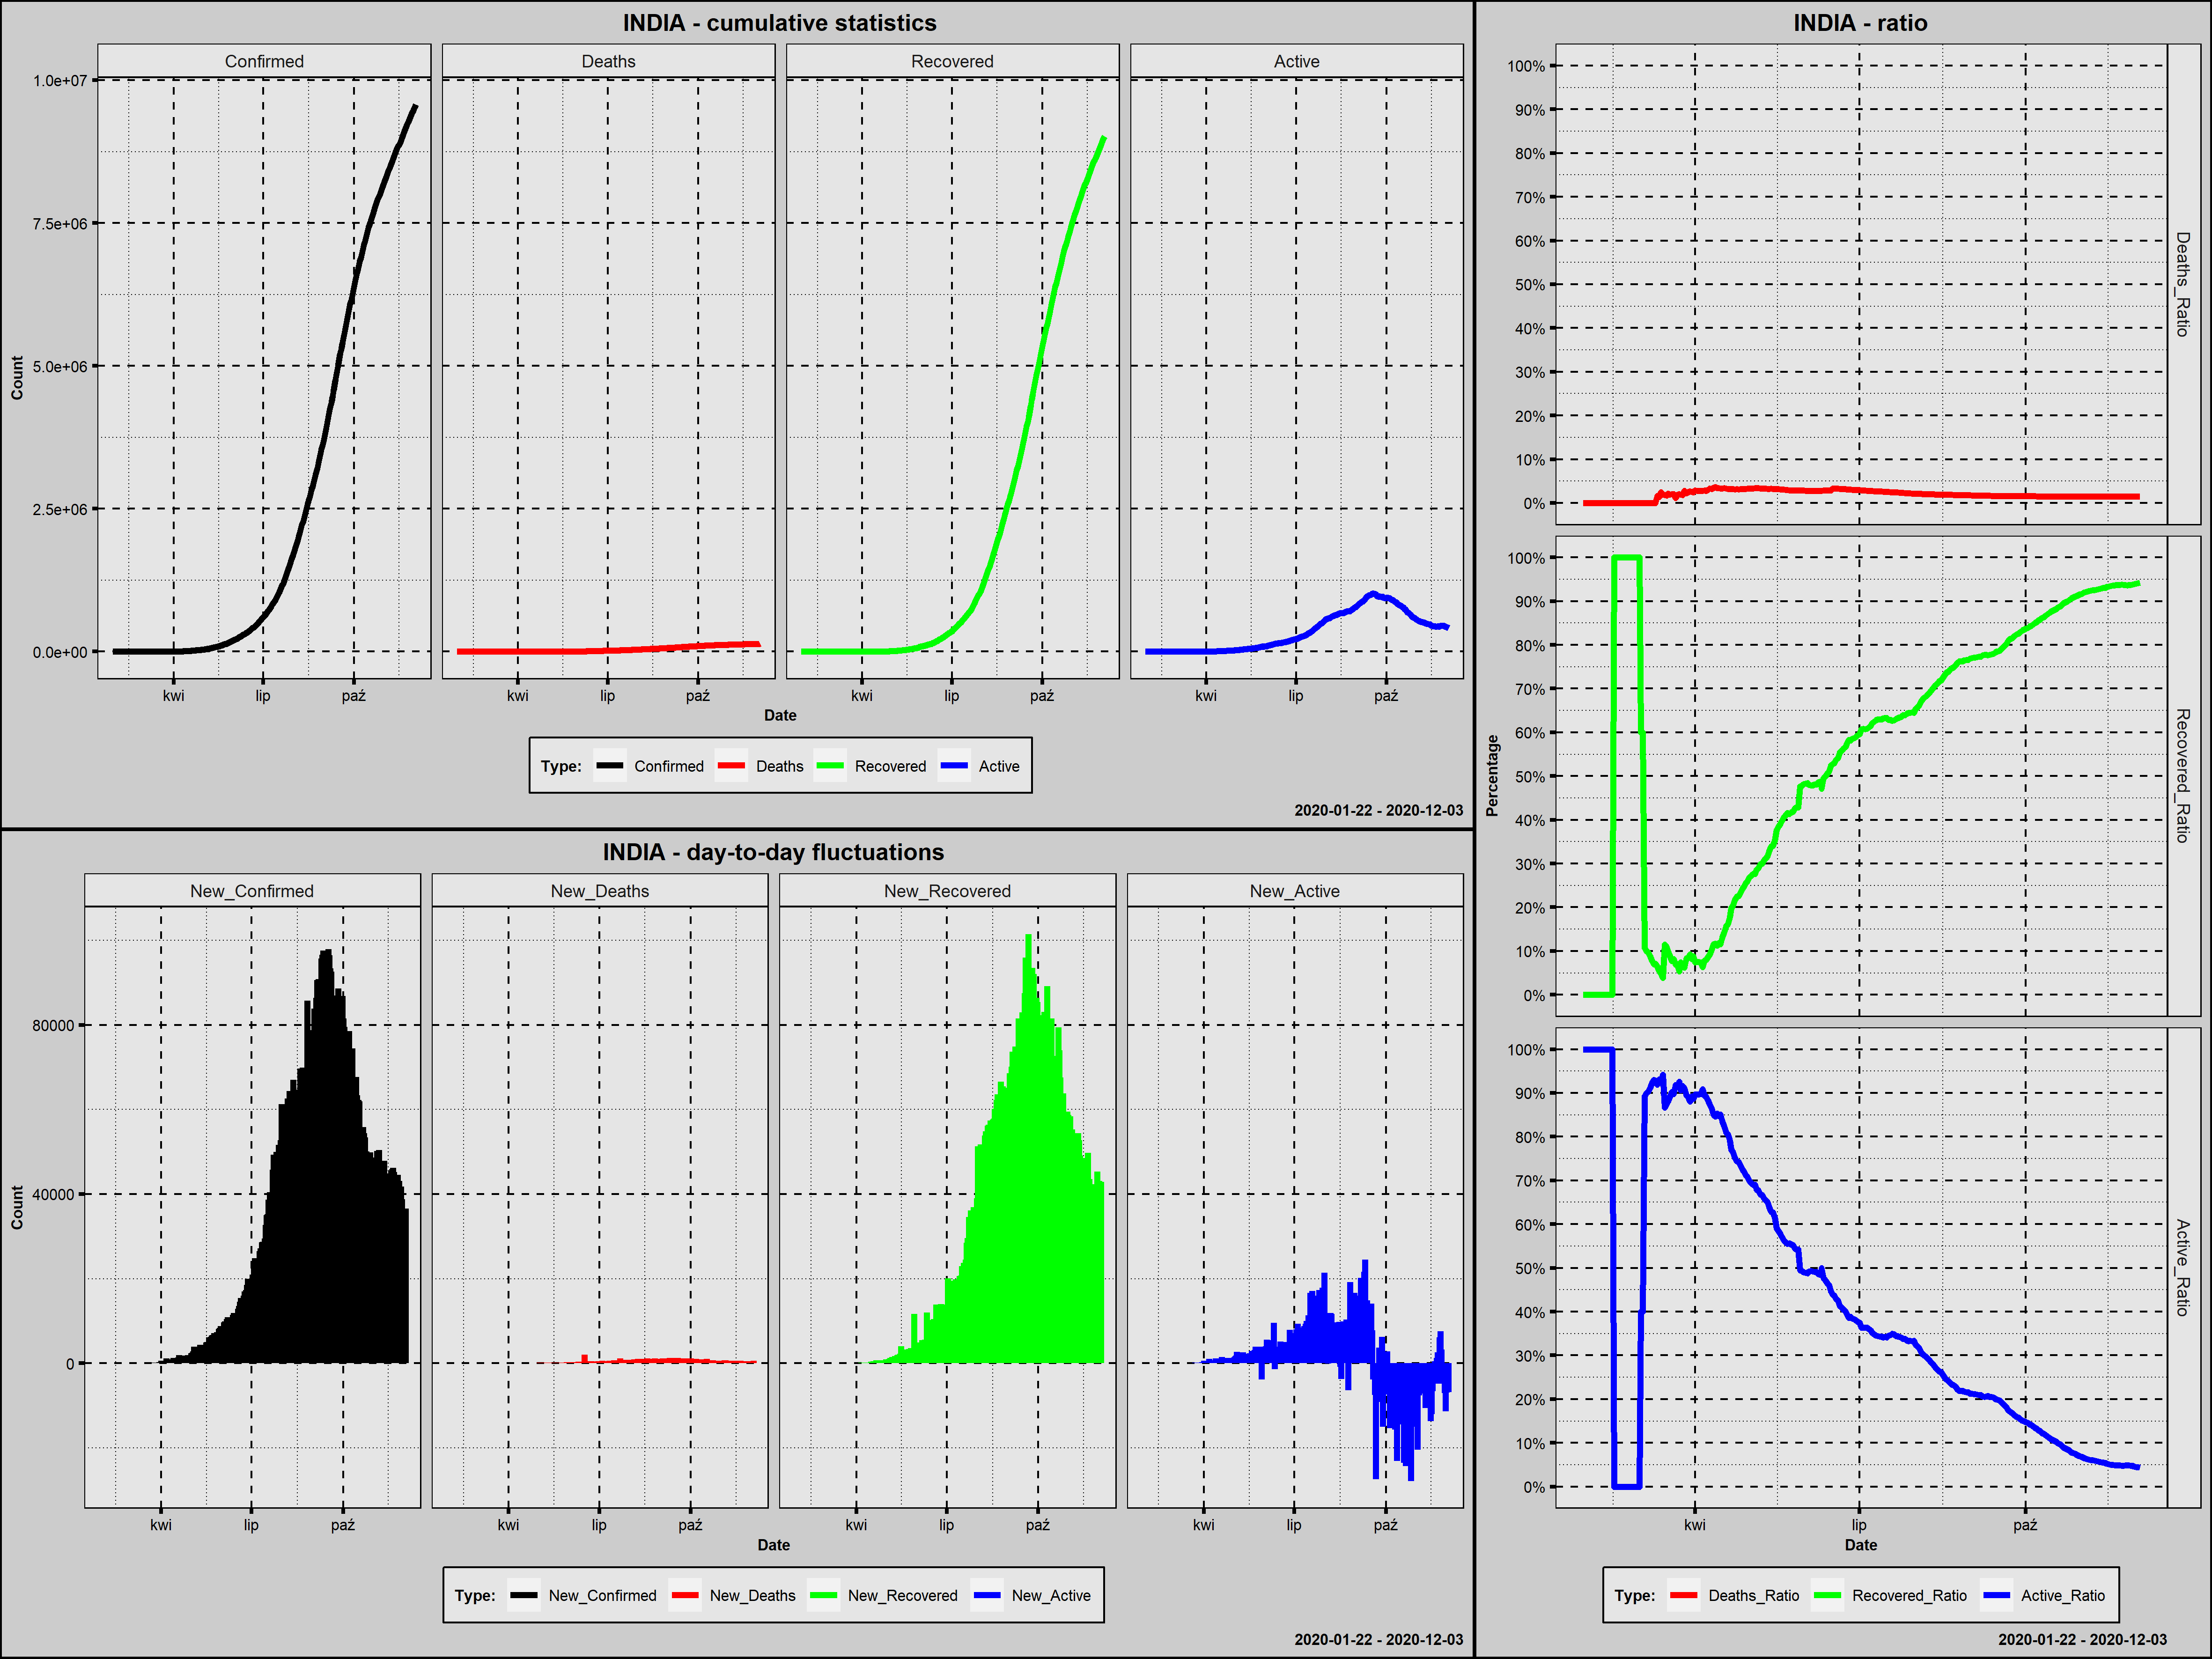 INDIA - cumulative statistics
Confirmed Deaths Recovered Active
1.0e+07
7.5e+06
5.0e+06
2.5e+06
0.0e+00
Count
kwi lip paź kwi lip paź kwi lip paź kwi lip paź
Date
Type: Confirmed Deaths Recovered Active
2020-01-22 - 2020-12-03
INDIA - day-to-day fluctuations
New_Confirmed New_Deaths New_Recovered New_Active
80000
40000
0
Count
kwi lip paź kwi lip paź kwi lip paź kwi lip paź
Date
Type: New_Confirmed New_Deaths New_Recovered New_Active
2020-01-22 - 2020-12-03
INDIA - ratio
100%
90%
80%
70%
60%
50%
40%
30%
20%
10%
0%
Deaths_Ratio
100%
90%
80%
70%
60%
50%
40%
30%
20%
10%
0%
Recovered_Ratio
Percentage
100%
90%
80%
70%
60%
50%
40%
30%
20%
10%
0%
Active_Ratio
kwi lip paź
Date
Type: Deaths_Ratio Recovered_Ratio Active_Ratio
2020-01-22 - 2020-12-03